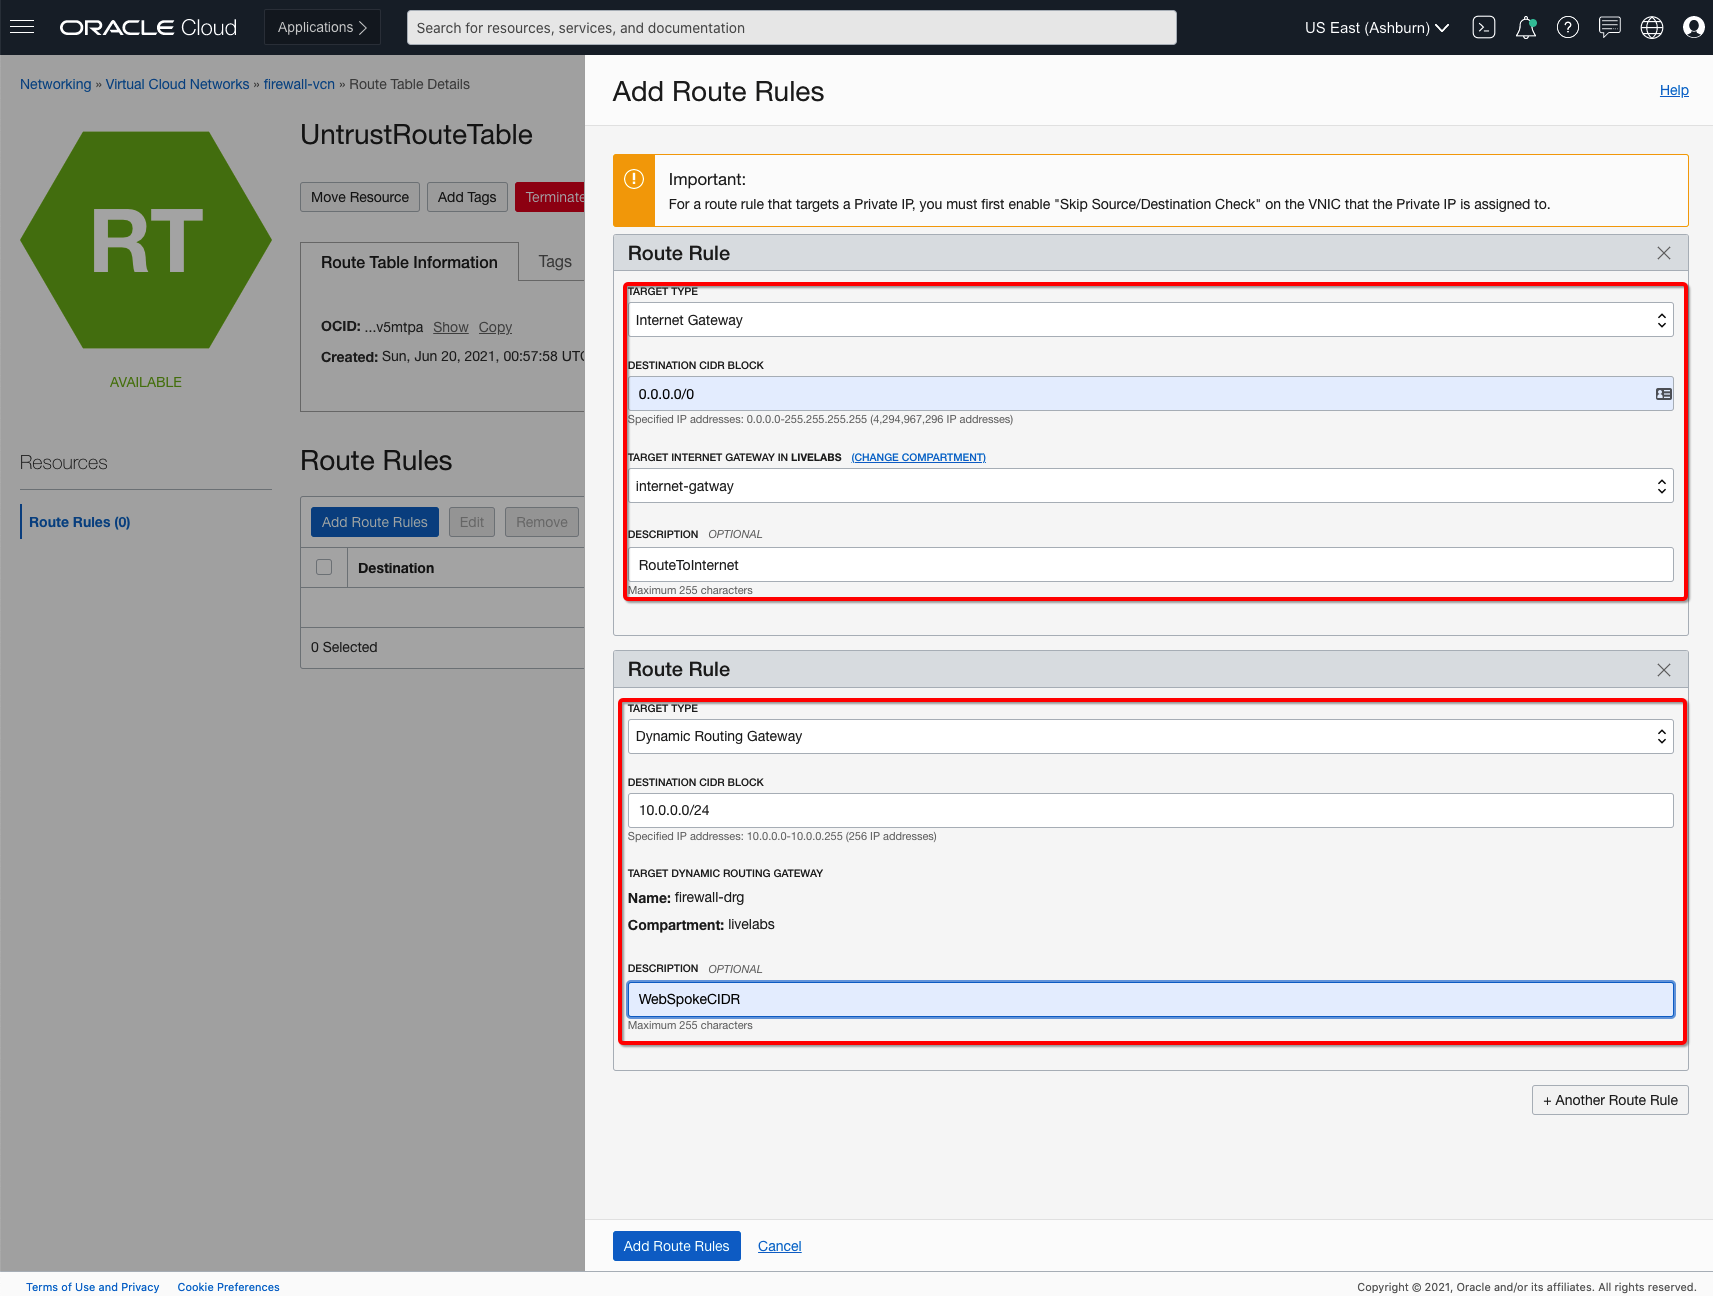 ORACLE Cloud
Applications
Search for resources, services, and documentation
US East (Ashburn)
Networking » Virtual Cloud Networks » firewall-vcn » Route Table Details
RT
AVAILABLE
UntrustRouteTable
Move Resource
Add Tags
Terminate
Route Table Information
Tags
OCID: ...v5mtpa Show Copy
Created: Sun, Jun 20, 2021, 00:57:58 UTC
Resources
Route Rules (0)
Route Rules
Add Route Rules
Edit
Remove
Destination
0 Selected
Add Route Rules
Help
Important:
For a route rule that targets a Private IP, you must first enable "Skip Source/Destination Check" on the VNIC that the Private IP is assigned to.
Route Rule
TARGET TYPE
Internet Gateway
DESTINATION CIDR BLOCK
0.0.0.0/0
Specified IP addresses: 0.0.0.0-255.255.255.255 (4,294,967,296 IP addresses)
TARGET INTERNET GATEWAY IN LIVELABS (CHANGE COMPARTMENT)
internet-gatway
DESCRIPTION OPTIONAL
RouteToInternet
Maximum 255 characters
Route Rule
TARGET TYPE
Dynamic Routing Gateway
DESTINATION CIDR BLOCK
10.0.0.0/24
Specified IP addresses: 10.0.0.0-10.0.0.255 (256 IP addresses)
TARGET DYNAMIC ROUTING GATEWAY
Name: firewall-drg
Compartment: livelabs
DESCRIPTION OPTIONAL
WebSpokeCIDR
Maximum 255 characters
+ Another Route Rule
Add Route Rules
Cancel
Terms of Use and Privacy
Cookie Preferences
Copyright © 2021, Oracle and/or its affiliates. All rights reserved.